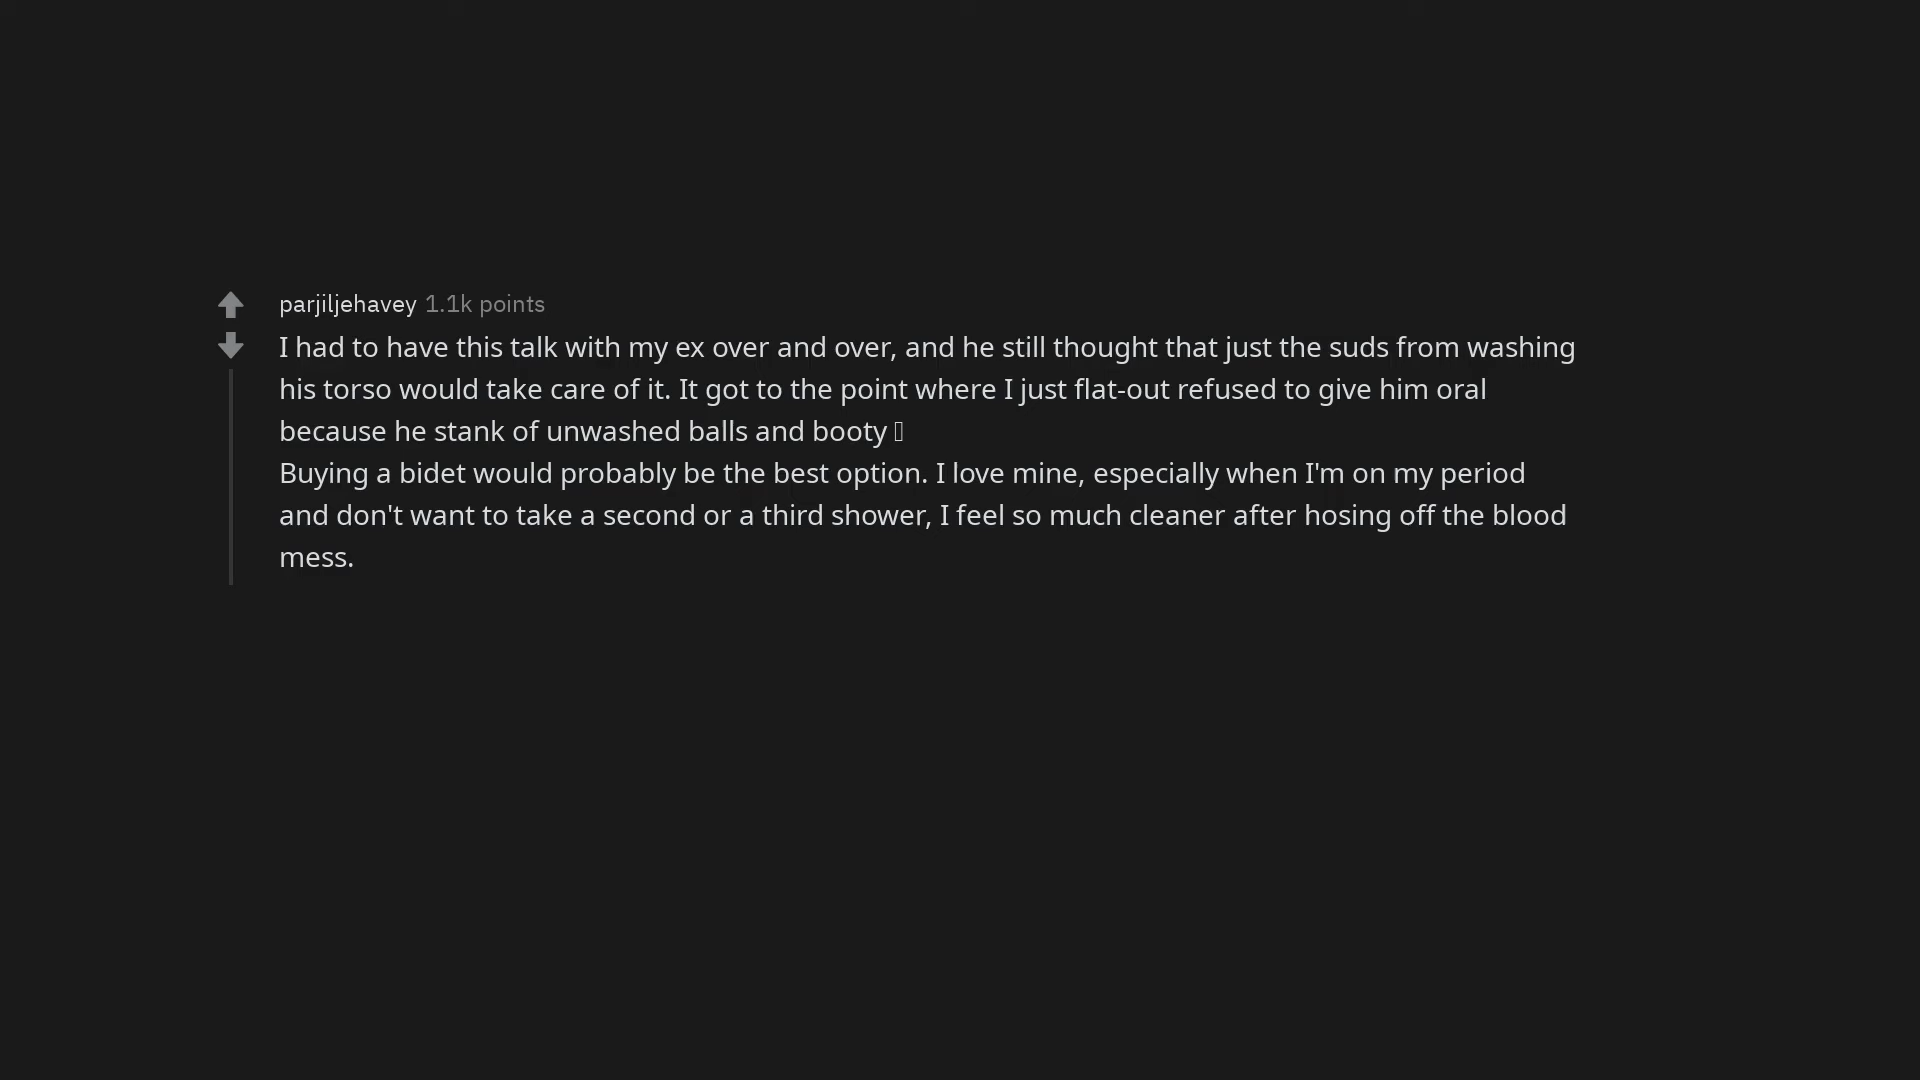 parjiljehavey 1.1k points
I had to have this talk with my ex over and over, and he still thought that just the suds from washing
his torso would take care of it. It got to the point where I just flat-out refused to give him oral
because he stank of unwashed balls and booty 
Buying a bidet would probably be the best option. I love mine, especially when I'm on my period
and don't want to take a second or a third shower, I feel so much cleaner after hosing off the blood
mess.